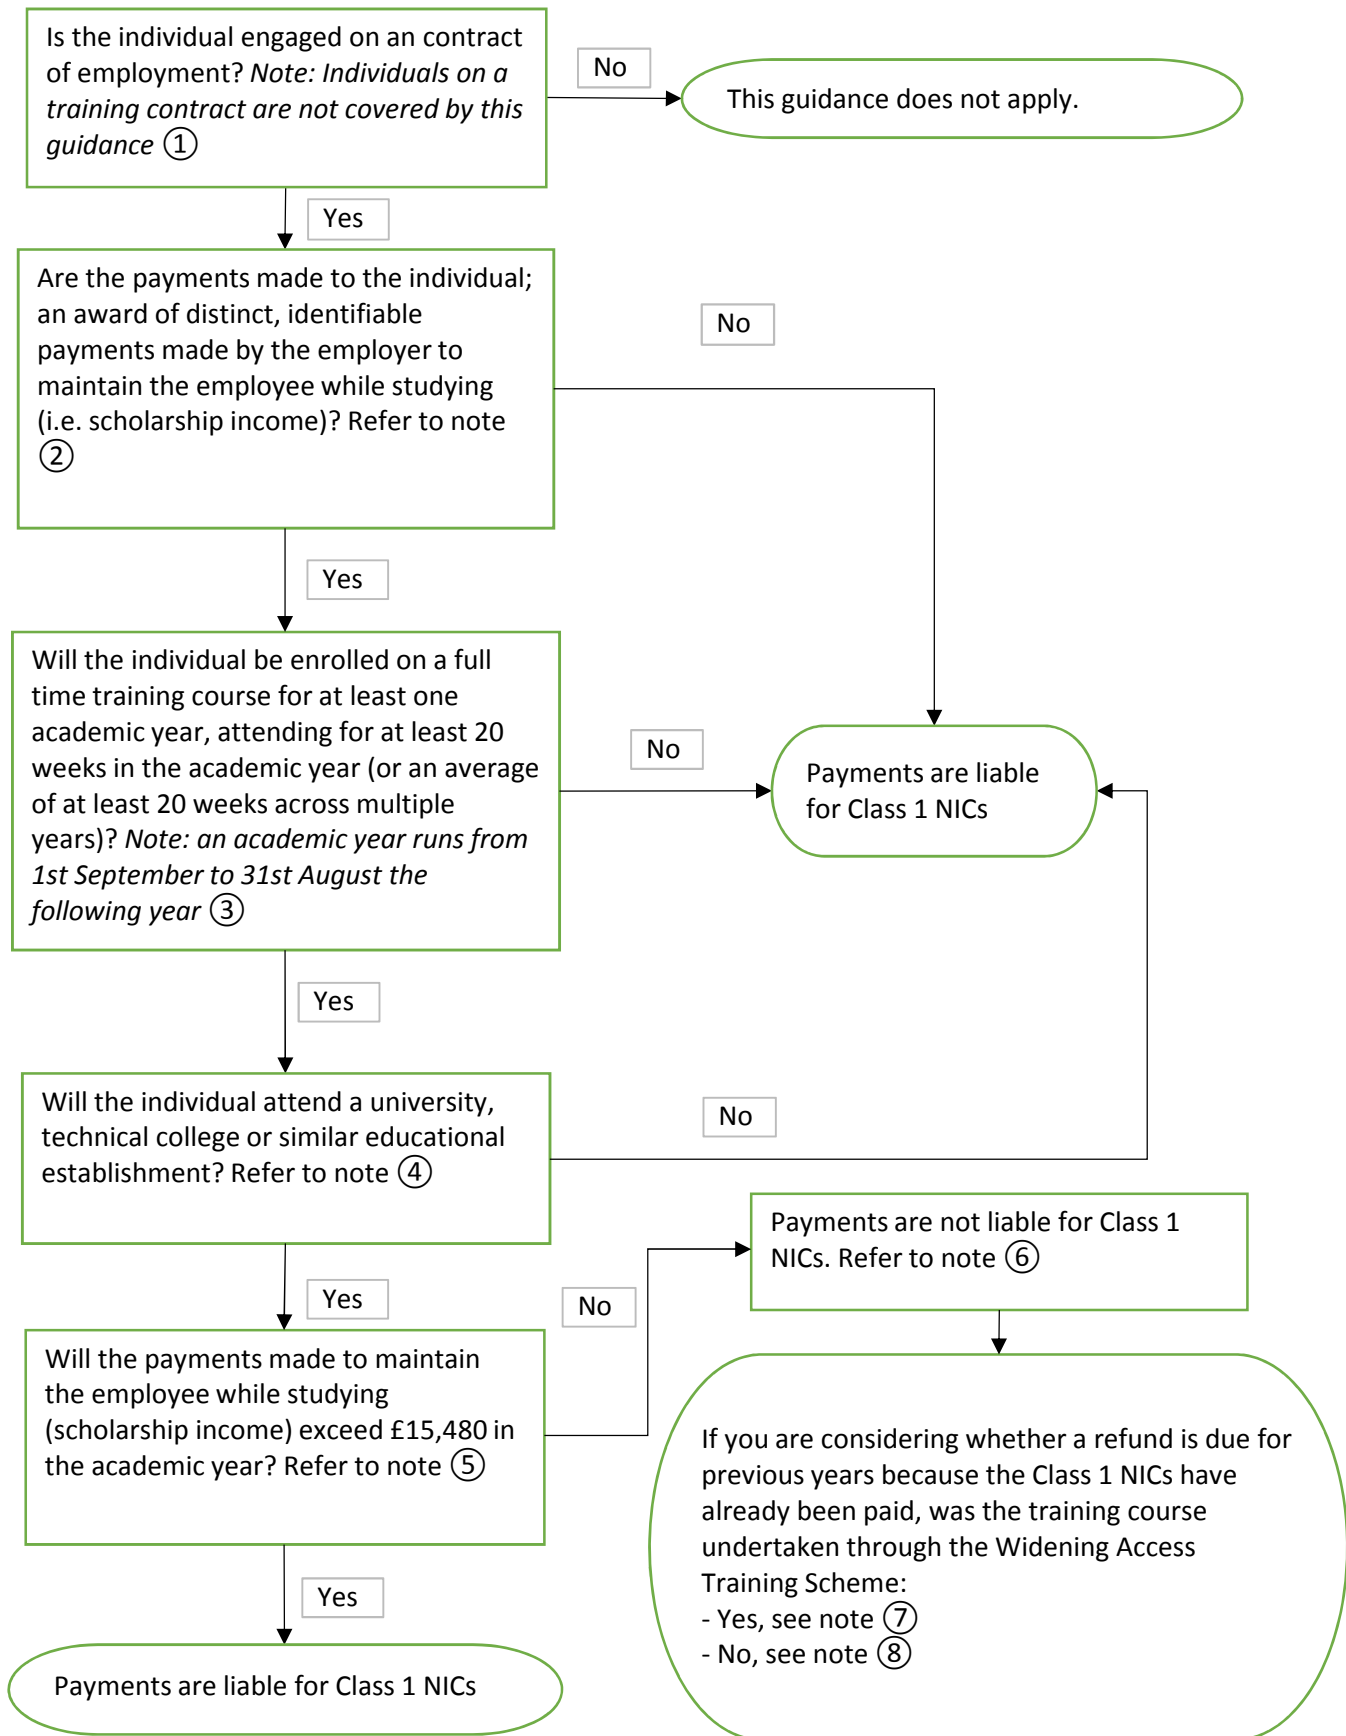 Is the individual engaged on an contract
of employment? Note: Individuals on a
training contract are not covered by this
guidance ①
No
This guidance does not apply.
Yes
Are the payments made to the individual;
an award of distinct, identifiable
payments made by the employer to
maintain the employee while studying
(i.e. scholarship income)? Refer to note
②
No
Yes
Will the individual be enrolled on a full
time training course for at least one
academic year, attending for at least 20
weeks in the academic year (or an average
of at least 20 weeks across multiple
years)? Note: an academic year runs from
1st September to 31st August the
following year ③
No
Payments are liable
for Class 1 NICs
Yes
Will the individual attend a university,
technical college or similar educational
establishment? Refer to note ④
No
Yes
Will the payments made to maintain
the employee while studying
(scholarship income) exceed £15,480 in
the academic year? Refer to note ⑤
No
Payments are not liable for Class 1
NICs. Refer to note ⑥
If you are considering whether a refund is due for
previous years because the Class 1 NICs have
already been paid, was the training course
undertaken through the Widening Access
Training Scheme:
- Yes, see note ⑦
- No, see note ⑧
Yes
Payments are liable for Class 1 NICs